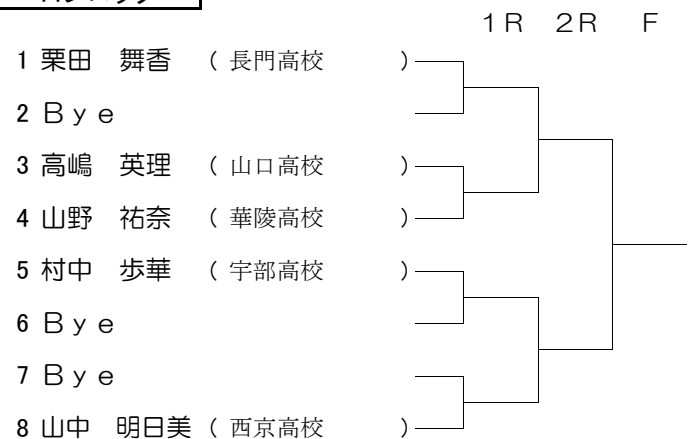 1R 2R F
1 栗田 舞香 ( 長門高校 )
2 Bye
3 高嶋 英理 ( 山口高校 )
4 山野 祐奈 ( 華陵高校 )
5 村中 歩華 ( 宇部高校 )
6 Bye
7 Bye
8 山中 明日美 ( 西京高校 )